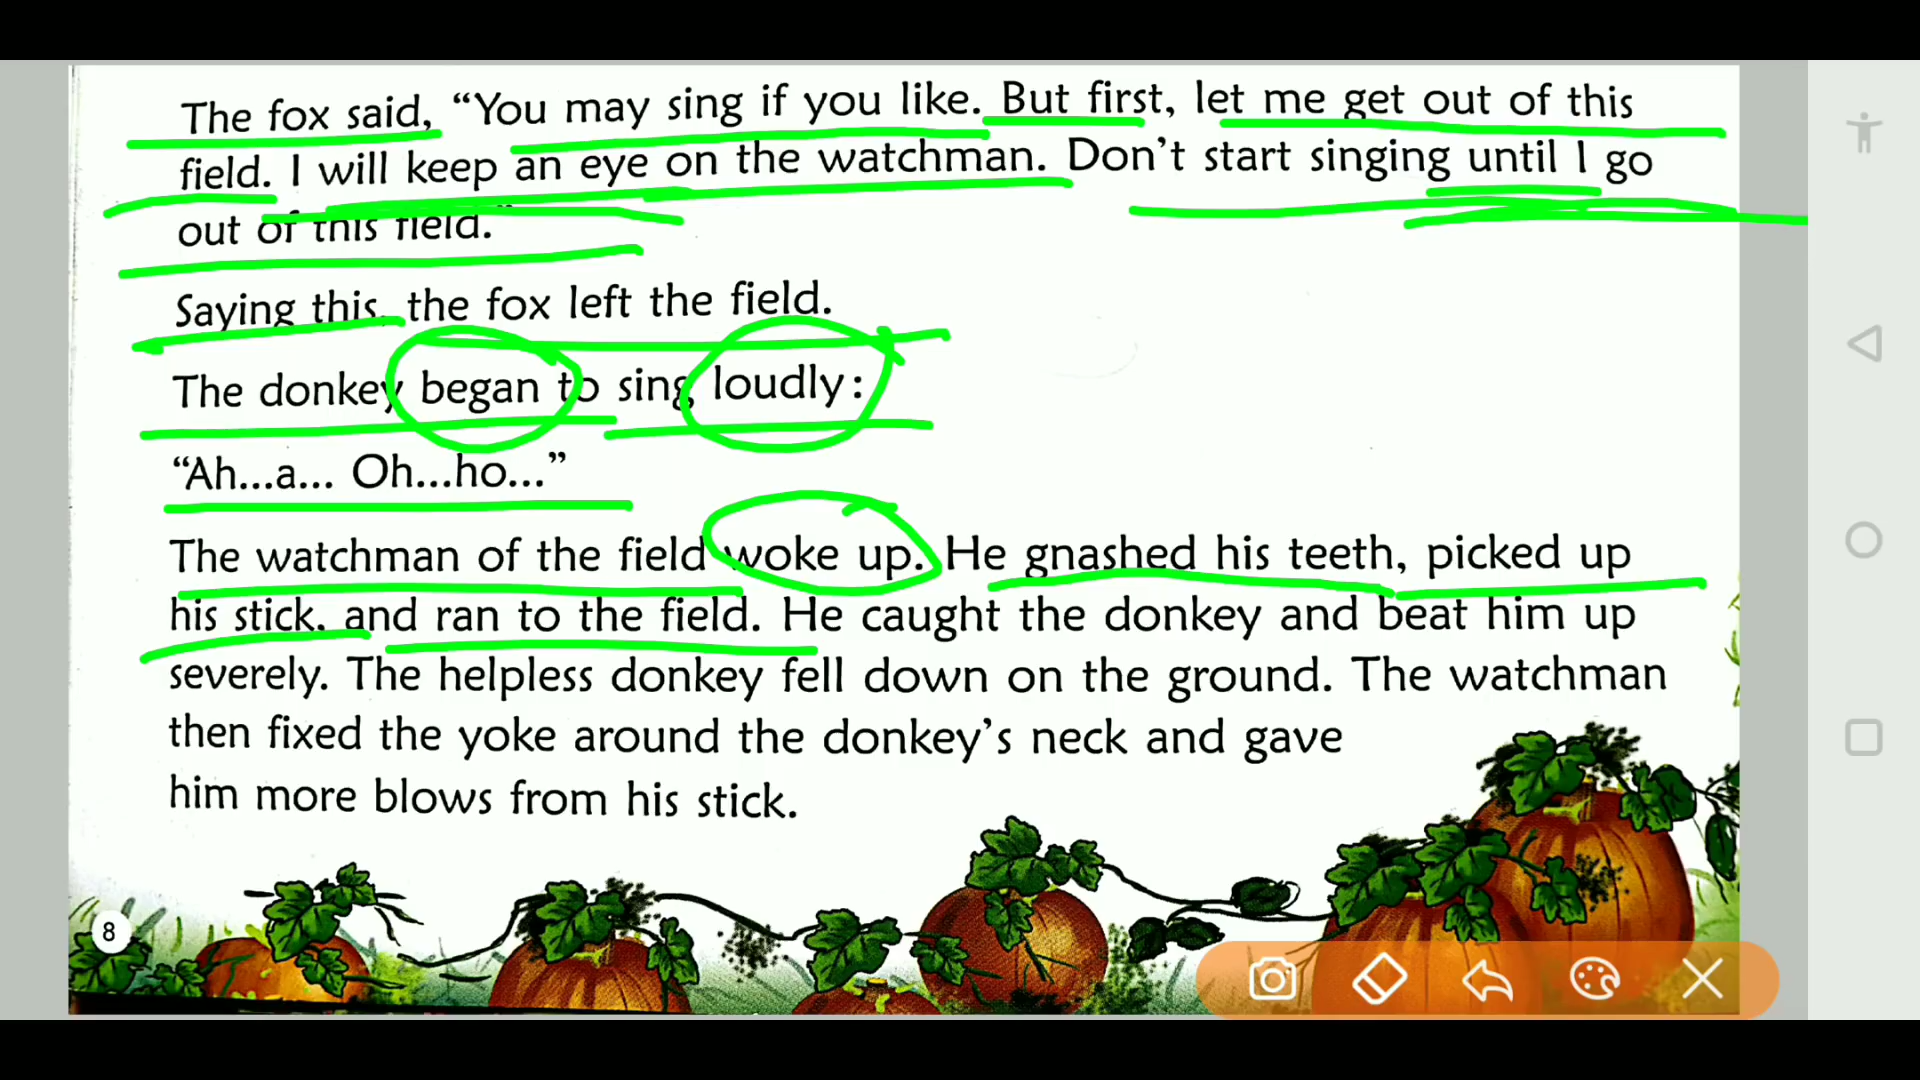 The fox said, “You may sing if you like. But first, let me get out of this
field. I will keep an eye on the watchman. Don’t start singing until I go
out of this field.”
Saying this, the fox left the field.
The donkey began to sing loudly:
“Ah...a... Oh...ho...”
The watchman of the field woke up. He gnashed his teeth, picked up
his stick, and ran to the field. He caught the donkey and beat him up
severely. The helpless donkey fell down on the ground. The watchman
then fixed the yoke around the donkey’s neck and gave
him more blows from his stick.
8